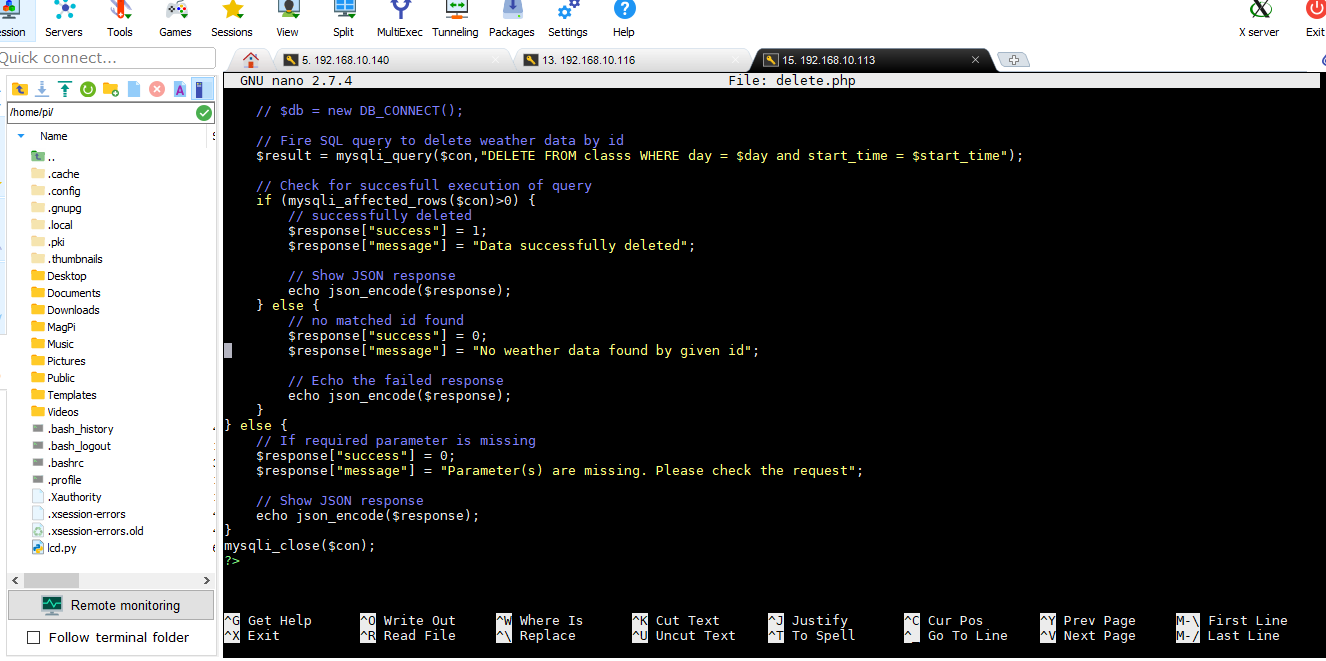 ession Servers Tools Games Sessions View Split MultiExec Tunneling Packages Settings Help X server Exit
Quick connect...
5. 192.168.10.140 13. 192.168.10.116 15. 192.168.10.113
GNU nano 2.7.4 File: delete.php
/home/pi/
Name
..
.cache
.config
.gnupg
.local
.pki
.thumbnails
Desktop
Documents
Downloads
MagPi
Music
Pictures
Public
Templates
Videos
.bash_history
.bash_logout
.bashrc
.profile
.Xauthority
.xsession-errors
.xsession-errors.old
lcd.py
Remote monitoring
Follow terminal folder
// $db = new DB_CONNECT();
// Fire SQL query to delete weather data by id
$result = mysqli_query($con,"DELETE FROM classs WHERE day = $day and start_time = $start_time");
// Check for succesfull execution of query
if (mysqli_affected_rows($con)>0) {
// successfully deleted
$response["success"] = 1;
$response["message"] = "Data successfully deleted";
// Show JSON response
echo json_encode($response);
} else {
// no matched id found
$response["success"] = 0;
$response["message"] = "No weather data found by given id";
// Echo the failed response
echo json_encode($response);
}
} else {
// If required parameter is missing
$response["success"] = 0;
$response["message"] = "Parameter(s) are missing. Please check the request";
// Show JSON response
echo json_encode($response);
}
mysqli_close($con);
?>
^G Get Help ^O Write Out ^W Where Is ^K Cut Text ^J Justify ^C Cur Pos ^Y Prev Page M-\ First Line
^X Exit ^R Read File ^\ Replace ^U Uncut Text ^T To Spell ^_ Go To Line ^V Next Page M-/ Last Line